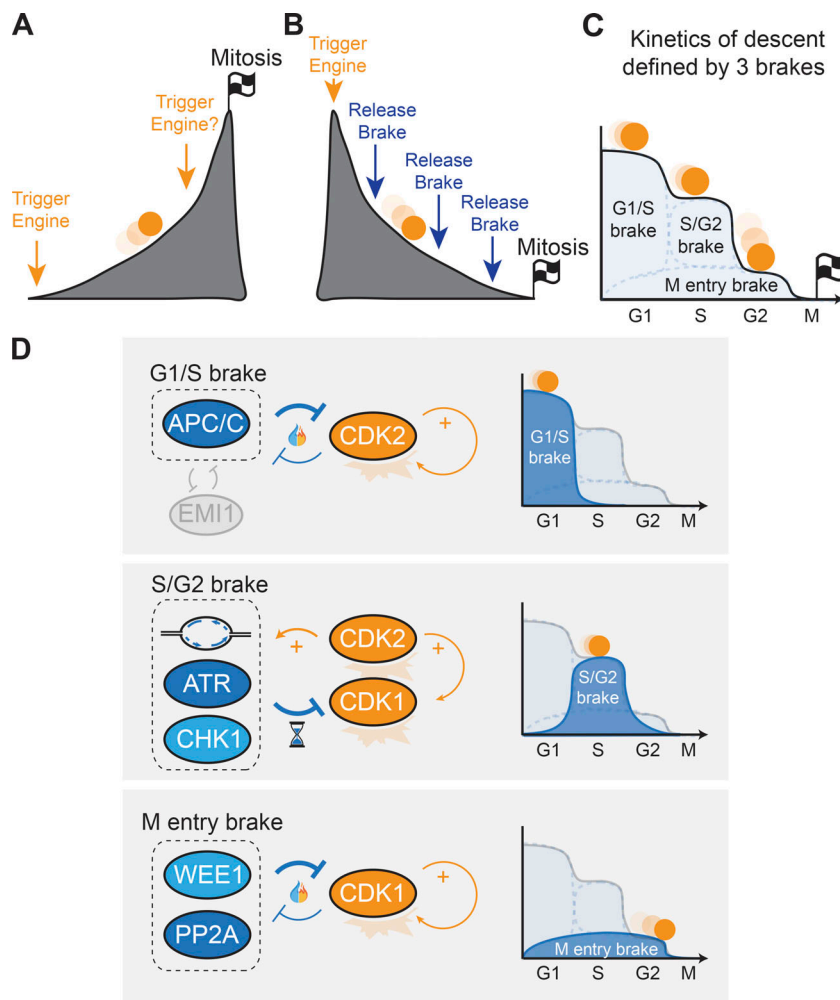 A
Mitosis
Trigger
Engine?
Trigger
Engine
B
Trigger
Engine
Release
Brake
Release
Brake
Release
Brake
Mitosis
C
Kinetics of descent
defined by 3 brakes
G1/S
brake
S/G2
brake
M entry brake
G1 S G2 M
D
G1/S brake
APC/C
EMI1
CDK2
+
G1/S
brake
G1 S G2 M
S/G2 brake
ATR
CHK1
+
CDK2
+
CDK1
S/G2
brake
G1 S G2 M
M entry brake
WEE1
PP2A
CDK1
+
M entry brake
G1 S G2 M